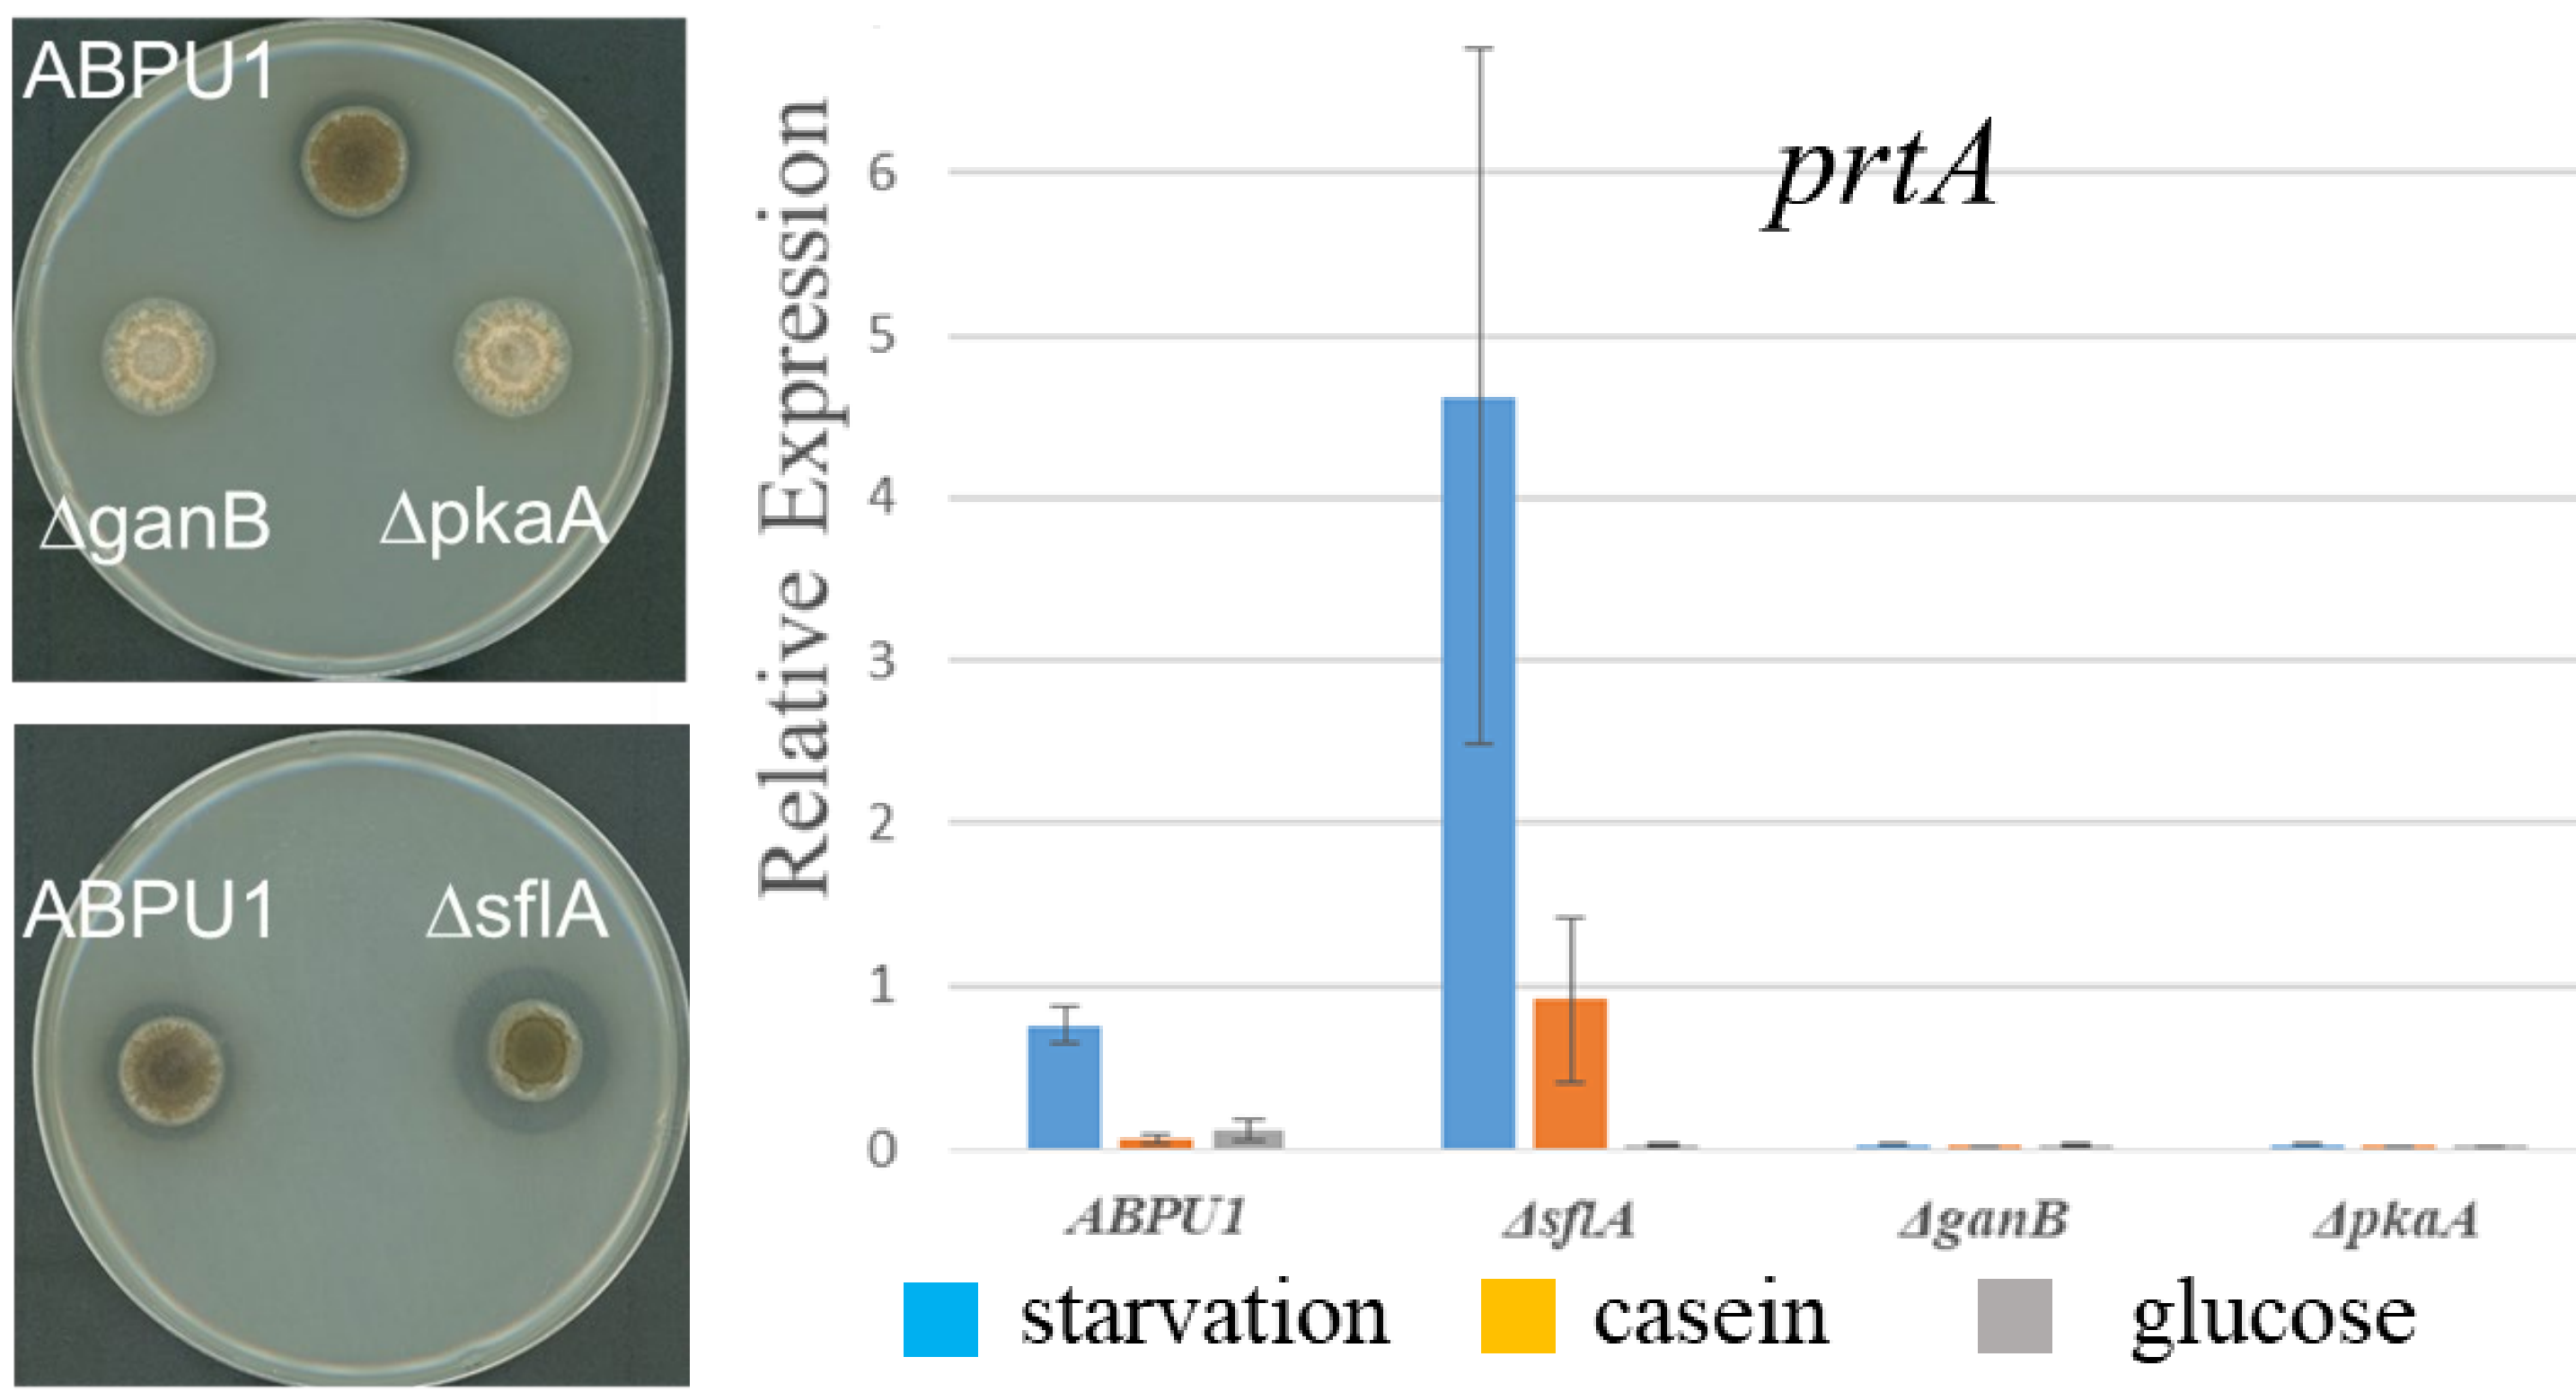 ABPU1
ΔganB
ΔpkaA
ABPU1
ΔsflA
Relative Expression
prtA
6
5
4
3
2
1
0
ABPU1
ΔsflA
ΔganB
ΔpkaA
starvation
casein
glucose